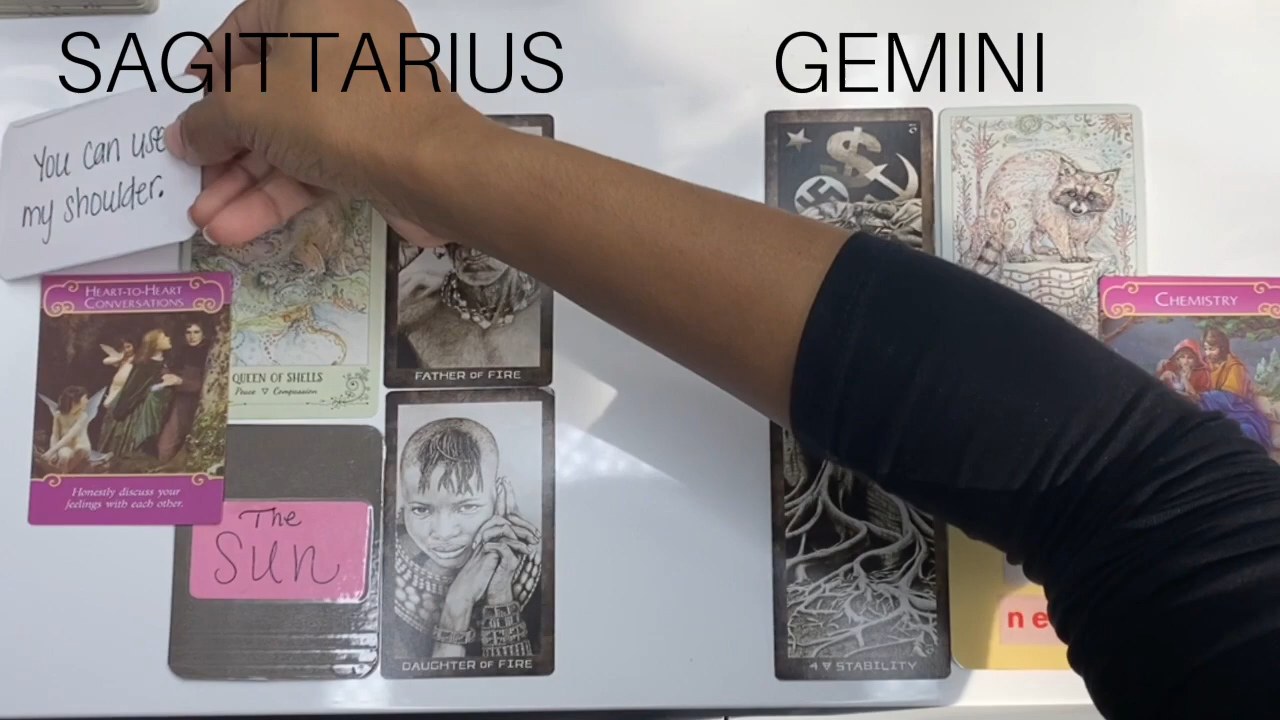 SAGITTARIUS
GEMINI
You can use
my shoulder.
HEART-TO-HEART
CONVERSATIONS
Honestly discuss your
feelings with each other.
QUEEN OF SHELLS
Peace ▽ Compassion
The
Sun
FATHER OF FIRE
DAUGHTER OF FIRE
$
4 ▽ STABILITY
CHEMISTRY
ne